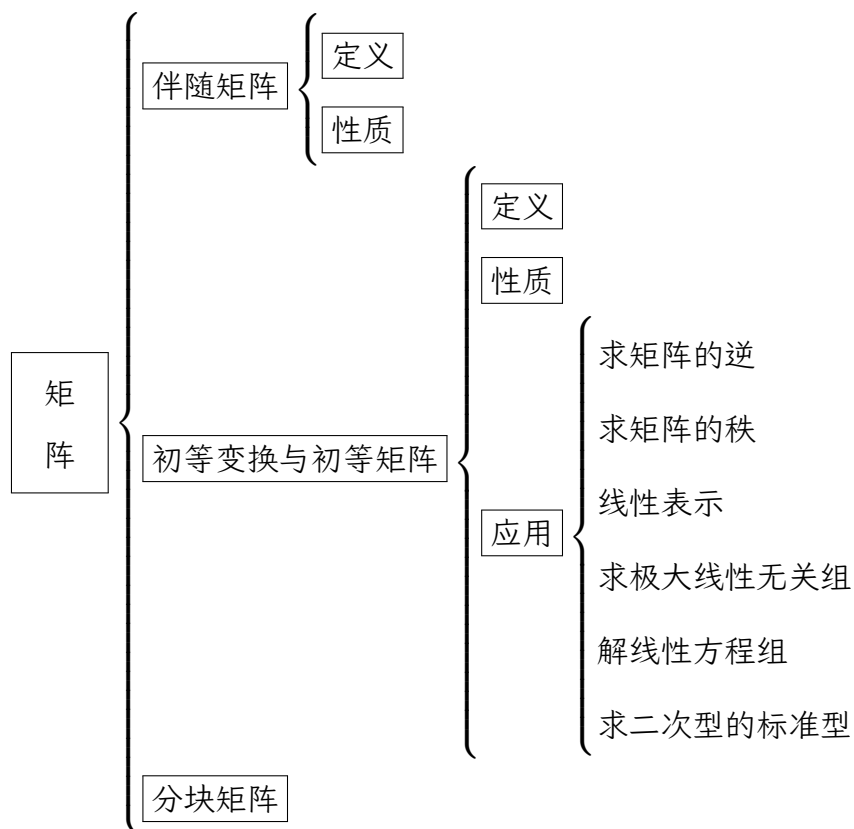 定义
伴随矩阵
性质
定义
性质
求矩阵的逆
矩
阵
求矩阵的秩
初等变换与初等矩阵
线性表示
应用
求极大线性无关组
解线性方程组
求二次型的标准型
分块矩阵